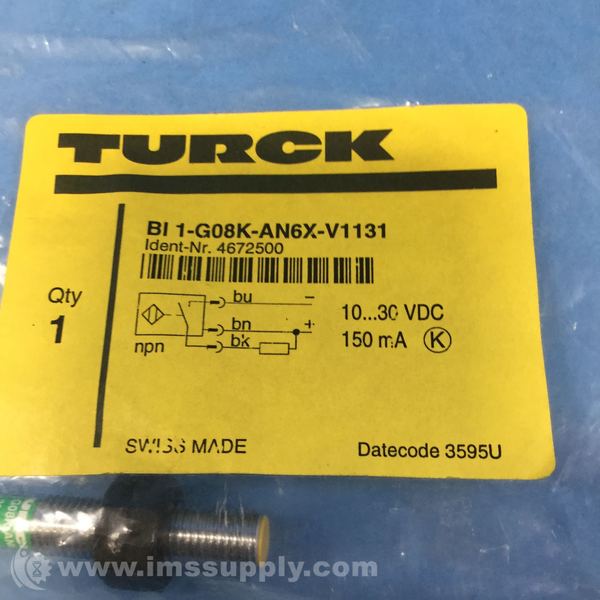 TURCK
BI 1-G08K-AN6X-V1131
Ident-Nr. 4672500
Qty
1
bu
−
bn
+
bk
npn
10...30 VDC
150 mA K
SWISS MADE
Datecode 3595U
www.imssupply.com